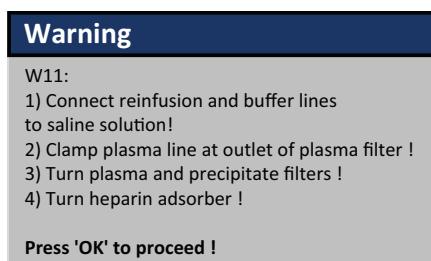 Warning
W11:
1) Connect reinfusion and buffer lines
to saline solution!
2) Clamp plasma line at outlet of plasma filter !
3) Turn plasma and precipitate filters !
4) Turn heparin adsorber !
Press 'OK' to proceed !